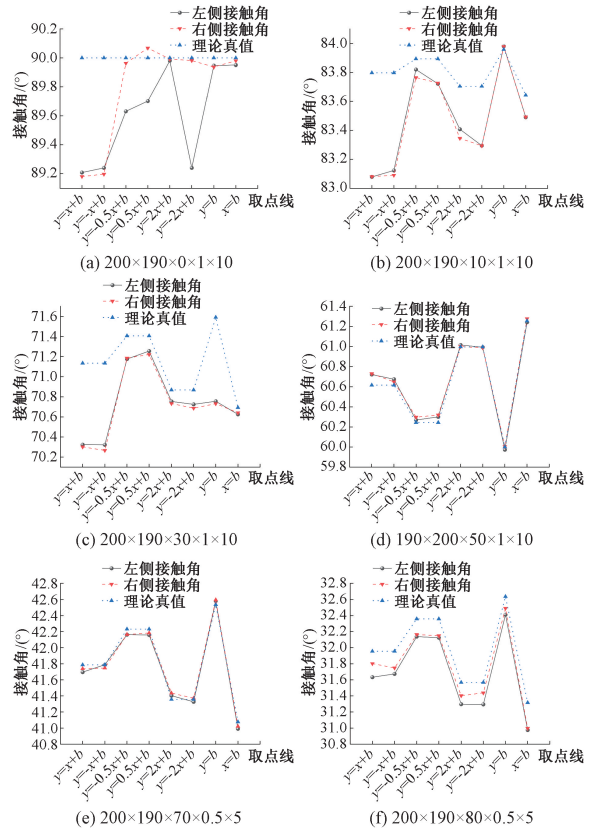 左侧接触角
右侧接触角
理论真值
90.2
90.0
89.8
89.6
89.4
89.2
接触角/(°)
y=x+b
y=-x+b
y=-0.5x+b
y=0.5x+b
y=2x+b
y=-2x+b
y=b
x=b
取点线
(a) 200×190×0×1×10
左侧接触角
右侧接触角
理论真值
84.0
83.8
83.6
83.4
83.2
83.0
接触角/(°)
y=x+b
y=-x+b
y=-0.5x+b
y=0.5x+b
y=2x+b
y=-2x+b
y=b
x=b
取点线
(b) 200×190×10×1×10
左侧接触角
右侧接触角
理论真值
71.6
71.4
71.2
71.0
70.8
70.6
70.4
70.2
接触角/(°)
y=x+b
y=-x+b
y=-0.5x+b
y=0.5x+b
y=2x+b
y=-2x+b
y=b
x=b
取点线
(c) 200×190×30×1×10
左侧接触角
右侧接触角
理论真值
61.4
61.2
61.0
60.8
60.6
60.4
60.2
60.0
59.8
接触角/(°)
y=x+b
y=-x+b
y=-0.5x+b
y=0.5x+b
y=2x+b
y=-2x+b
y=b
x=b
取点线
(d) 190×200×50×1×10
左侧接触角
右侧接触角
理论真值
42.8
42.6
42.4
42.2
42.0
41.8
41.6
41.4
41.2
41.0
40.8
接触角/(°)
y=x+b
y=-x+b
y=-0.5x+b
y=0.5x+b
y=2x+b
y=-2x+b
y=b
x=b
取点线
(e) 200×190×70×0.5×5
左侧接触角
右侧接触角
理论真值
32.8
32.6
32.4
32.2
32.0
31.8
31.6
31.4
31.2
31.0
30.8
接触角/(°)
y=x+b
y=-x+b
y=-0.5x+b
y=0.5x+b
y=2x+b
y=-2x+b
y=b
x=b
取点线
(f) 200×190×80×0.5×5